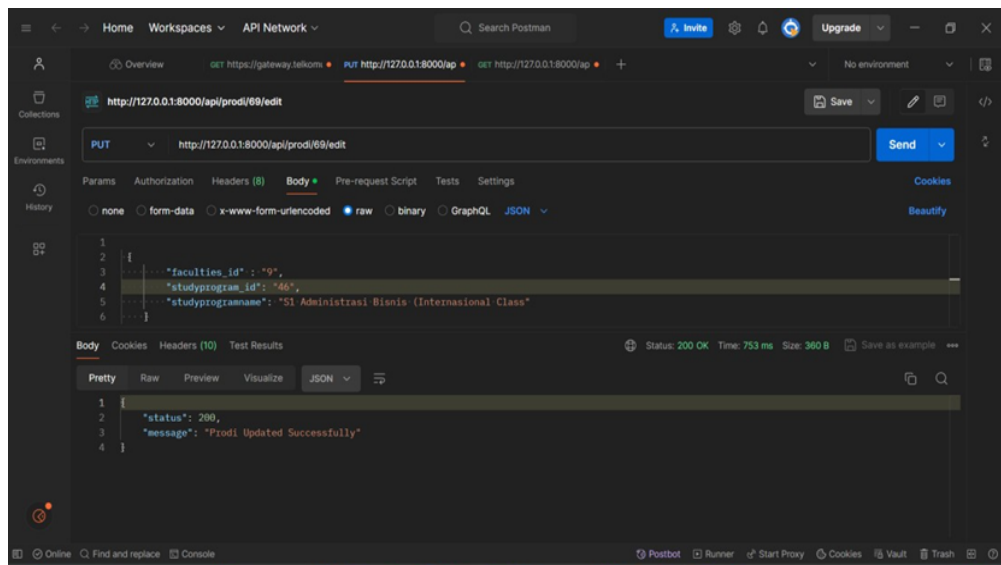 Home Workspaces API Network Search Postman Invite Upgrade
Overview GET https://gateway.telkomu PUT http://127.0.0.1:8000/ap GET http://127.0.0.1:8000/ap + No environment
http://127.0.0.1:8000/api/prodi/69/edit Save
Collections
PUT http://127.0.0.1:8000/api/prodi/69/edit Send
Environments
Params Authorization Headers (8) Body Pre-request Script Tests Settings Cookies
History
none form-data x-www-form-urlencoded raw binary GraphQL JSON Beautify
1
2 {
3 "faculties_id" : "9",
4 "studyprogram_id": "46",
5 "studyprogramname": "S1 Administrasi Bisnis (Internasional Class"
6 }
Body Cookies Headers (10) Test Results Status: 200 OK Time: 753 ms Size: 360 B Save as example
Pretty Raw Preview Visualize JSON
1 {
2 "status": 200,
3 "message": "Prodi Updated Successfully"
4 }
Online Find and replace Console Postbot Runner Start Proxy Cookies Vault Trash